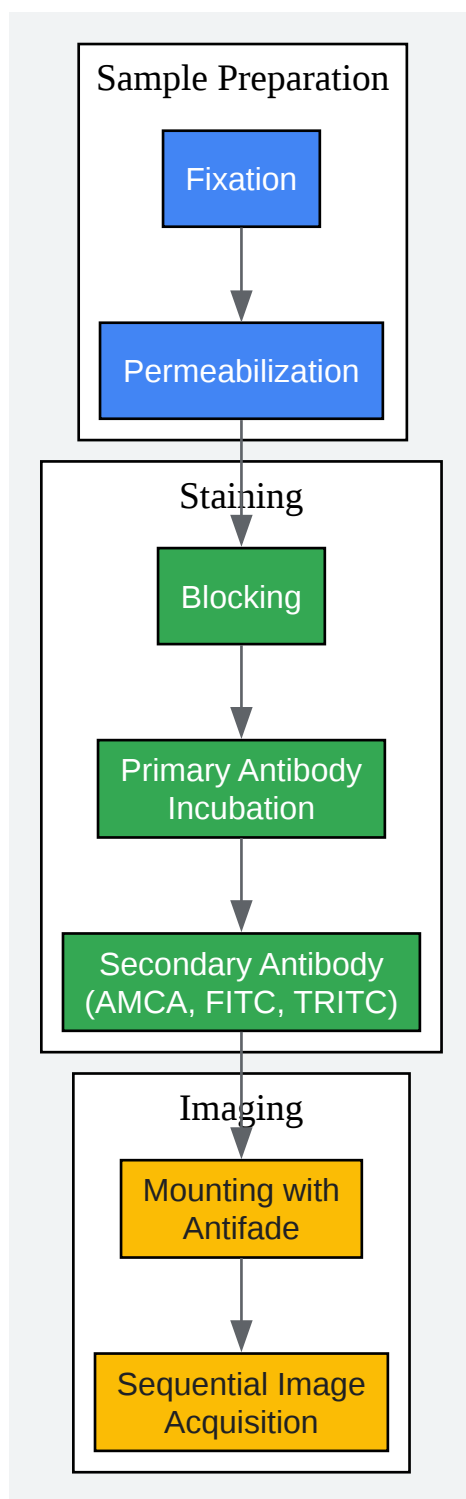 Sample Preparation
Fixation
Permeabilization
Staining
Blocking
Primary Antibody
Incubation
Secondary Antibody
(AMCA, FITC, TRITC)
Imaging
Mounting with
Antifade
Sequential Image
Acquisition